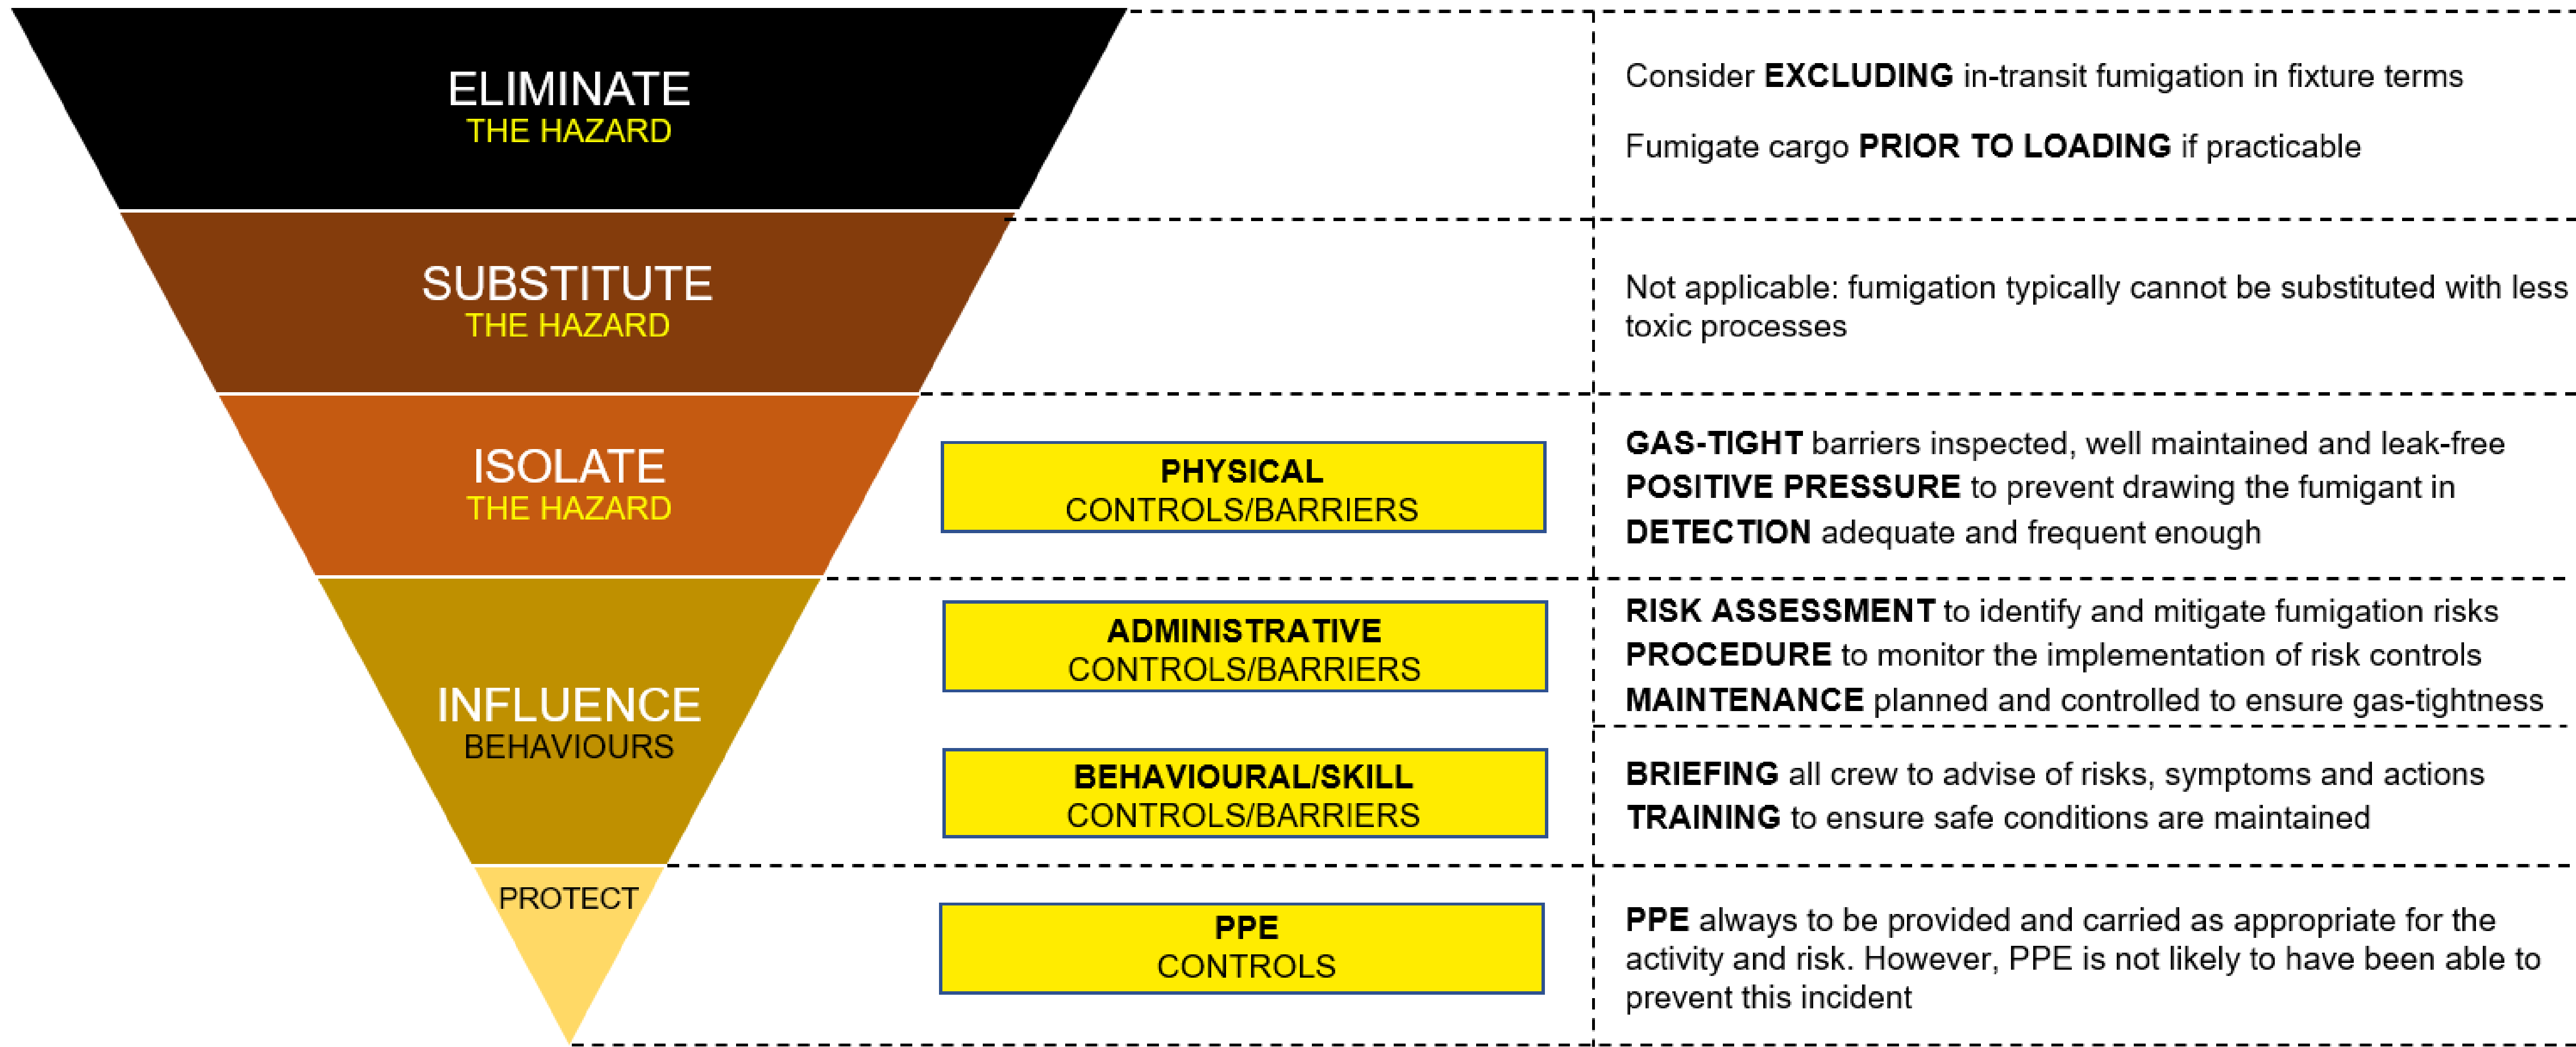 ELIMINATE
THE HAZARD
Consider EXCLUDING in-transit fumigation in fixture terms
Fumigate cargo PRIOR TO LOADING if practicable
SUBSTITUTE
THE HAZARD
Not applicable: fumigation typically cannot be substituted with less
toxic processes
ISOLATE
THE HAZARD
PHYSICAL
CONTROLS/BARRIERS
GAS-TIGHT barriers inspected, well maintained and leak-free
POSITIVE PRESSURE to prevent drawing the fumigant in
DETECTION adequate and frequent enough
INFLUENCE
BEHAVIOURS
ADMINISTRATIVE
CONTROLS/BARRIERS
RISK ASSESSMENT to identify and mitigate fumigation risks
PROCEDURE to monitor the implementation of risk controls
MAINTENANCE planned and controlled to ensure gas-tightness
BEHAVIOURAL/SKILL
CONTROLS/BARRIERS
BRIEFING all crew to advise of risks, symptoms and actions
TRAINING to ensure safe conditions are maintained
PROTECT
PPE
CONTROLS
PPE always to be provided and carried as appropriate for the
activity and risk. However, PPE is not likely to have been able to
prevent this incident